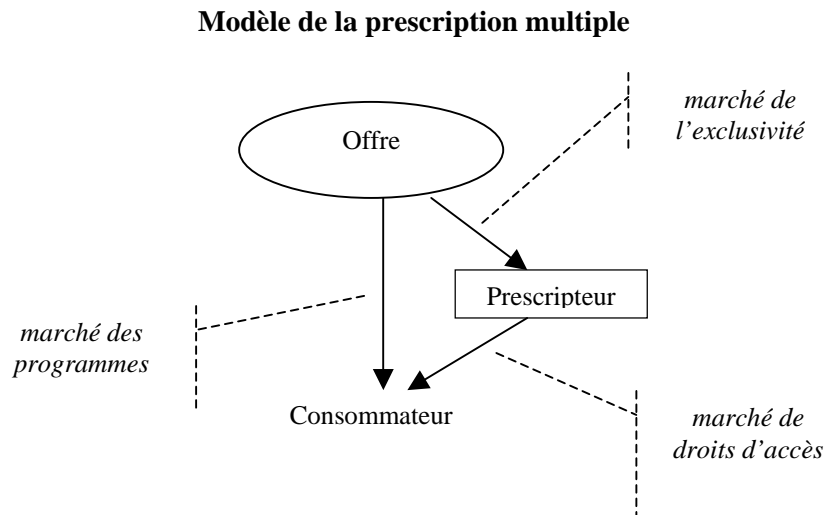 Modèle de la prescription multiple
marché de
l'exclusivité
Offre
Prescripteur
marché des
programmes
Consommateur
marché de
droits d'accès